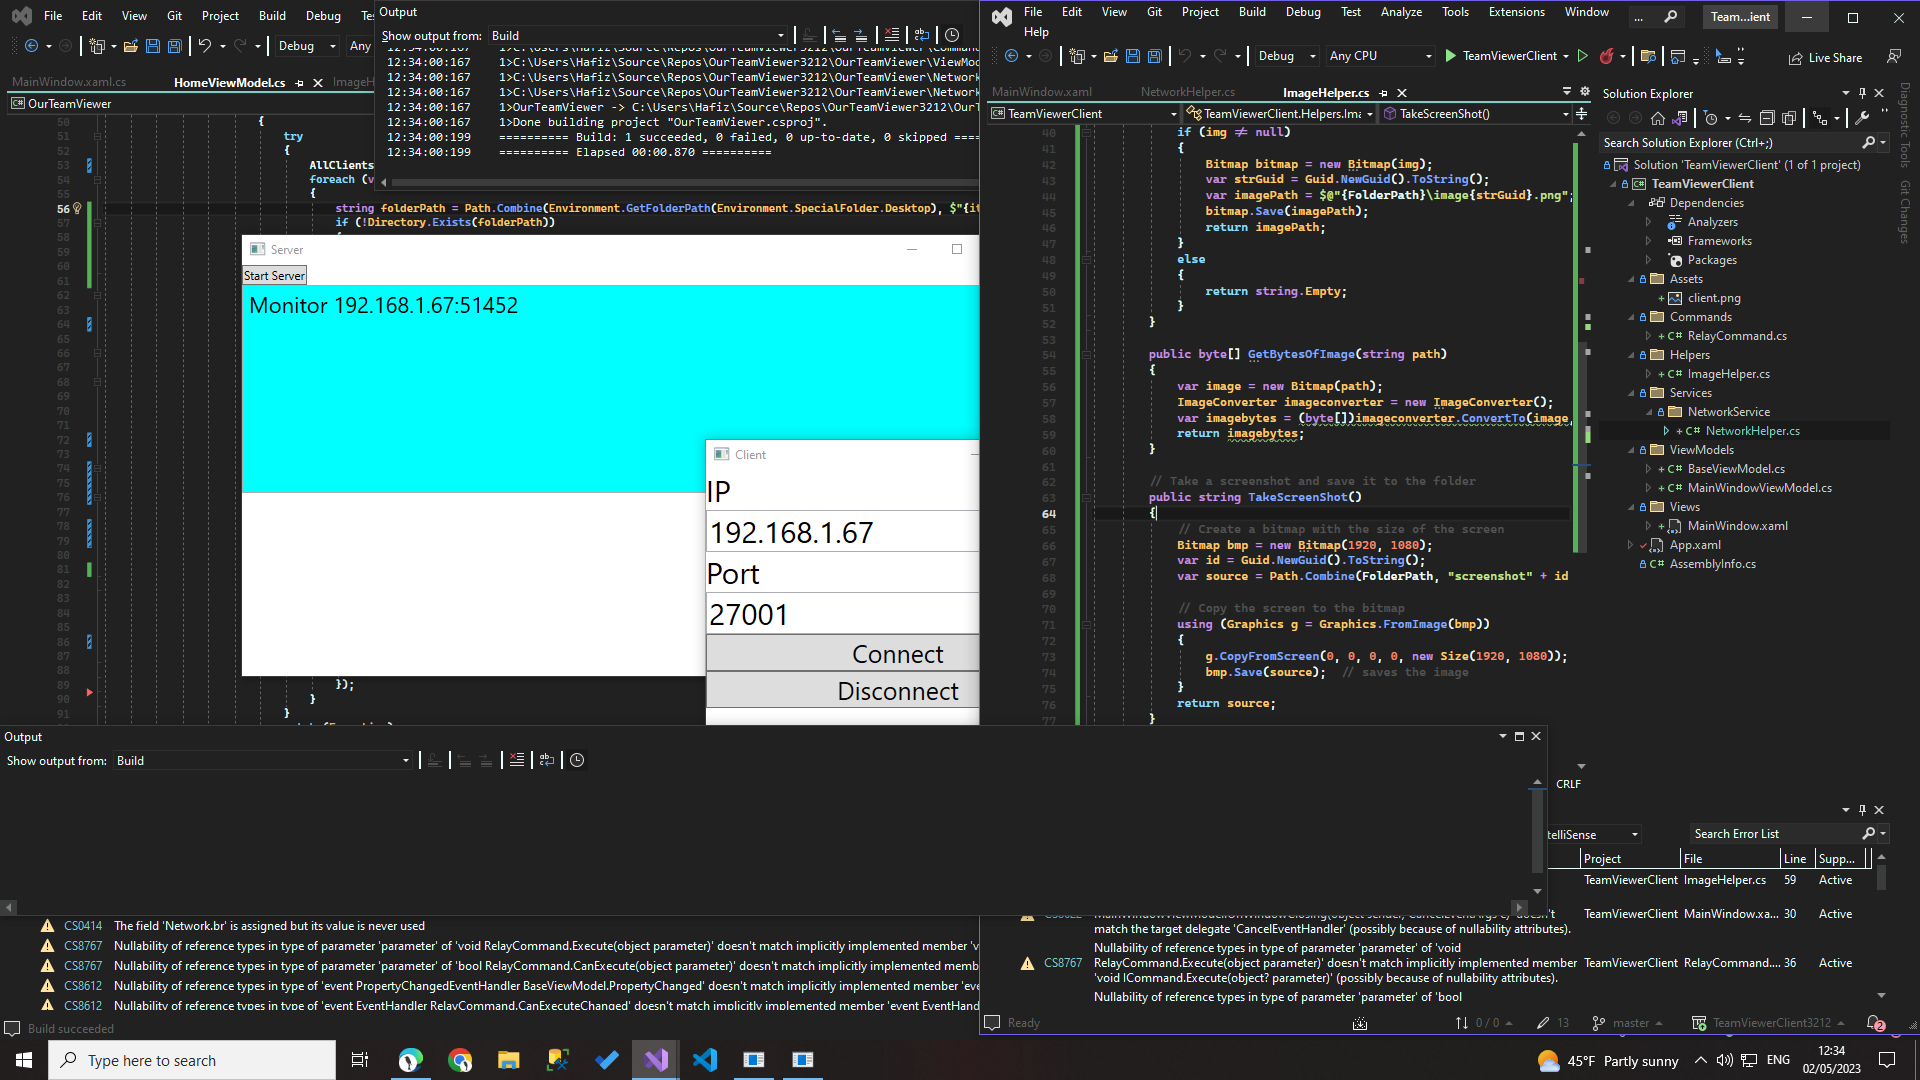 File Edit View Git Project Build Debug
Debug
Any
MainWindow.xaml.cs
HomeViewModel.cs
OurTeamViewer
Output
Show output from: Build
12:34:00:167 1>C:\Users\Hafiz\Source\Repos\OurTeamViewer3212\OurTeamViewer\ViewMod
12:34:00:167 1>C:\Users\Hafiz\Source\Repos\OurTeamViewer3212\OurTeamViewer\Network
12:34:00:167 1>C:\Users\Hafiz\Source\Repos\OurTeamViewer3212\OurTeamViewer\Network
12:34:00:167 1>OurTeamViewer -> C:\Users\Hafiz\Source\Repos\OurTeamViewer3212\OurT
12:34:00:167 1>Done building project "OurTeamViewer.csproj".
12:34:00:199 ========== Build: 1 succeeded, 0 failed, 0 up-to-date, 0 skipped ====
12:34:00:199 ========== Elapsed 00:00.870 ==========
50 {
51 try
52 {
53 AllClients
54 foreach (v
55 {
56 string folderPath = Path.Combine(Environment.GetFolderPath(Environment.SpecialFolder.Desktop), $"{it
57 if (!Directory.Exists(folderPath))
Server
Start Server
Monitor 192.168.1.67:51452
Client
IP
192.168.1.67
Port
27001
Connect
Disconnect
89 });
90 }
91 }
File Edit View Git Project Build Debug Test Analyze Tools Extensions Window
... Team...ient
Help
Debug Any CPU TeamViewerClient
Live Share
MainWindow.xaml NetworkHelper.cs ImageHelper.cs
TeamViewerClient TeamViewerClient.Helpers.Ima TakeScreenShot()
40 if (img ≠ null)
41 {
42 Bitmap bitmap = new Bitmap(img);
43 var strGuid = Guid.NewGuid().ToString();
44 var imagePath = $@"{FolderPath}\image{strGuid}.png";
45 bitmap.Save(imagePath);
46 return imagePath;
47 }
48 else
49 {
50 return string.Empty;
51 }
52 }
53
54 public byte[] GetBytesOfImage(string path)
55 {
56 var image = new Bitmap(path);
57 ImageConverter imageconverter = new ImageConverter();
58 var imagebytes = (byte[])imageconverter.ConvertTo(image,
59 return imagebytes;
60 }
61
62 // Take a screenshot and save it to the folder
63 public string TakeScreenShot()
64 {
65 // Create a bitmap with the size of the screen
66 Bitmap bmp = new Bitmap(1920, 1080);
67 var id = Guid.NewGuid().ToString();
68 var source = Path.Combine(FolderPath, "screenshot" + id
69
70 // Copy the screen to the bitmap
71 using (Graphics g = Graphics.FromImage(bmp))
72 {
73 g.CopyFromScreen(0, 0, 0, 0, new Size(1920, 1080));
74 bmp.Save(source); // saves the image
75 }
76 return source;
77 }
Solution Explorer
Search Solution Explorer (Ctrl+;)
Solution 'TeamViewerClient' (1 of 1 project)
TeamViewerClient
Dependencies
Analyzers
Frameworks
Packages
Assets
client.png
Commands
RelayCommand.cs
Helpers
ImageHelper.cs
Services
NetworkService
NetworkHelper.cs
ViewModels
BaseViewModel.cs
MainWindowViewModel.cs
Views
MainWindow.xaml
App.xaml
AssemblyInfo.cs
Diagnostic Tools
Git Changes
Output
Show output from: Build
CRLF
telliSense
Search Error List
Project File Line Supp...
TeamViewerClient ImageHelper.cs 59 Active
match the target delegate 'CancelEventHandler' (possibly because of nullability attributes).
TeamViewerClient MainWindow.xa... 30 Active
CS8767 Nullability of reference types in type of parameter 'parameter' of 'void
RelayCommand.Execute(object parameter)' doesn't match implicitly implemented member
'void ICommand.Execute(object? parameter)' (possibly because of nullability attributes).
TeamViewerClient RelayCommand.... 36 Active
Nullability of reference types in type of parameter 'parameter' of 'bool
CS0414 The field 'Network.br' is assigned but its value is never used
CS8767 Nullability of reference types in type of parameter 'parameter' of 'void RelayCommand.Execute(object parameter)' doesn't match implicitly implemented member 'v
CS8767 Nullability of reference types in type of parameter 'parameter' of 'bool RelayCommand.CanExecute(object parameter)' doesn't match implicitly implemented memb
CS8612 Nullability of reference types in type of 'event PropertyChangedEventHandler BaseViewModel.PropertyChanged' doesn't match implicitly implemented member 'eve
CS8612 Nullability of reference types in type of 'event EventHandler RelayCommand.CanExecuteChanged' doesn't match implicitly implemented member 'event EventHand
Build succeeded
Ready
0 / 0
13
master
TeamViewerClient3212
2
Type here to search
45°F Partly sunny
ENG
12:34
02/05/2023